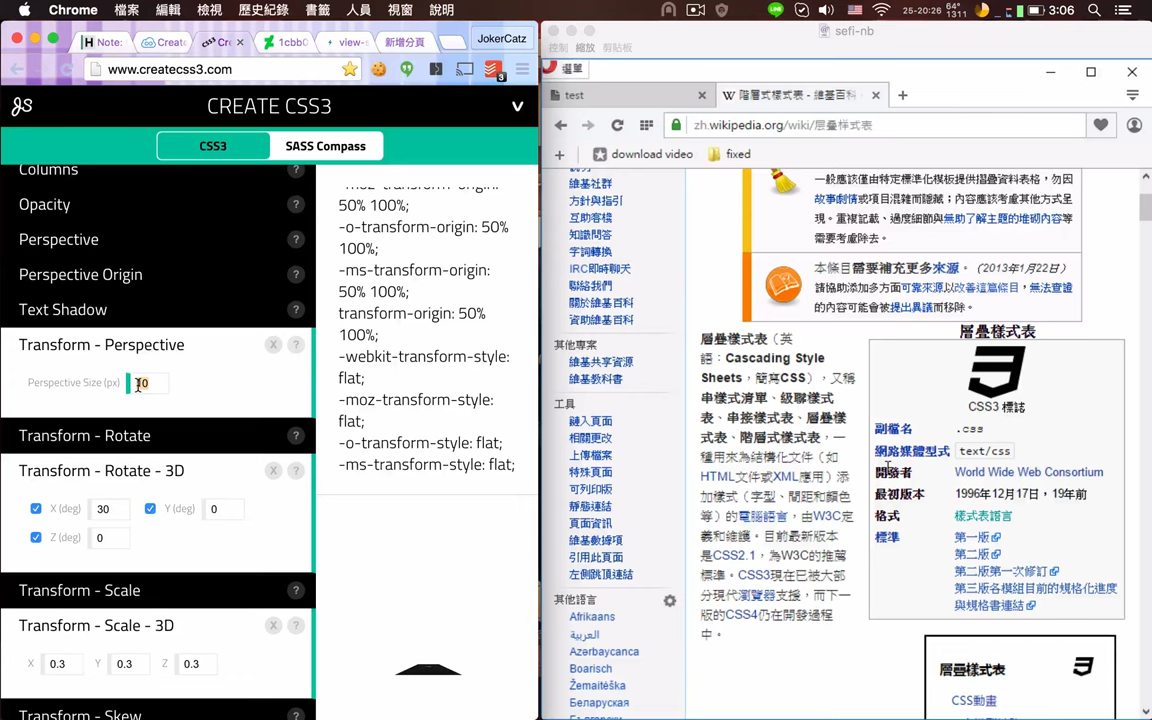 Chrome 檔案 編輯 檢視 歷史紀錄 書籤 人員 視窗 說明
25-20:26 64° 1311 3:06
Note:
Create
Cr
1cbb0
view-s
新增分頁
JokerCatz
www.createcss3.com
3
CREATE CSS3
CSS3
SASS Compass
Columns ?
Opacity ?
Perspective ?
Perspective Origin ?
Text Shadow ?
Transform - Perspective X ?
Perspective Size (px)
Transform - Rotate ?
Transform - Rotate - 3D X ?
X (deg) 30 Y (deg) 0
Z (deg) 0
Transform - Scale ?
Transform - Scale - 3D X ?
X 0.3 Y 0.3 Z 0.3
Transform - Skew
-moz-transform-origin:
50% 100%;
-o-transform-origin: 50%
100%;
-ms-transform-origin:
50% 100%;
transform-origin: 50%
100%;
-webkit-transform-style:
flat;
-moz-transform-style:
flat;
-o-transform-style: flat;
-ms-transform-style: flat;
sefi-nb
控制 縮放 剪貼板
選單
test
階層式樣式表 - 維基百科
zh.wikipedia.org/wiki/层叠样式表
download video fixed
維基社群
方針與指引
互助客棧
知識問答
字詞轉換
IRC即時聊天
聯絡我們
關於維基百科
資助維基百科
其他專案
維基共享資源
維基教科書
工具
鏈入頁面
相關更改
上傳檔案
特殊頁面
可列印版
靜態連結
頁面資訊
維基數據項
引用此頁面
左側跳頂連結
其他語言
Afrikaans
العربية
Azərbaycanca
Boarisch
Žemaitėška
Беларуская
一般應該僅由特定標準化模板提供摺疊資料表格，勿因
故事劇情或項目混雜而隱藏；內容應該考慮其他方式呈
現。重複記載、過度細節與無助了解主題的堆砌內容等
需要考慮除去。
本條目需要補充更多來源。 (2013年1月22日)
請協助添加多方面可靠來源以改善這篇條目，無法查證
的內容可能會被提出異議而移除。
層疊樣式表（英
語：Cascading Style
Sheets，簡寫CSS），又稱
串樣式清單、級聯樣式
表、串接樣式表、層疊樣
式表、階層式樣式表，一
種用來為結構化文件（如
HTML文件或XML應用）添
加樣式（字型、間距和顏色
等）的電腦語言，由W3C定
義和維護。目前最新版本
是CSS2.1，為W3C的推薦
標準。CSS3現在已被大部
分現代瀏覽器支援，而下一
版的CSS4仍在開發過程
中。
層疊樣式表
CSS3 標誌
副檔名 .css
網路媒體型式 text/css
開發者 World Wide Web Consortium
最初版本 1996年12月17日，19年前
格式 樣式表語言
標準 第一版
第二版
第二版第一次修訂
第三版各模組目前的規格化進度
與規格書連結
層疊樣式表
CSS動畫